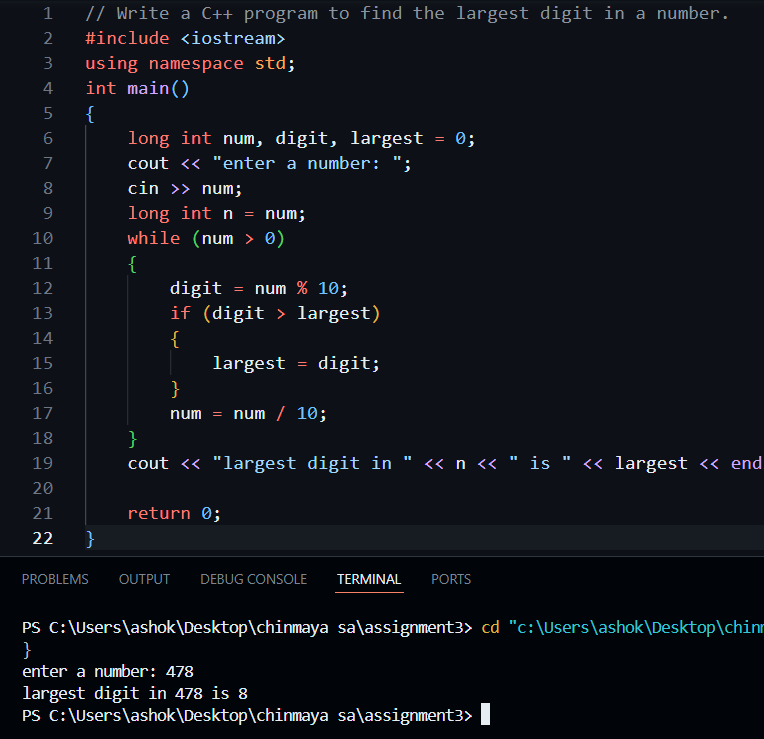 1 // Write a C++ program to find the largest digit in a number.
2 #include <iostream>
3 using namespace std;
4 int main()
5 {
6     long int num, digit, largest = 0;
7     cout << "enter a number: ";
8     cin >> num;
9     long int n = num;
10     while (num > 0)
11     {
12         digit = num % 10;
13         if (digit > largest)
14         {
15             largest = digit;
16         }
17         num = num / 10;
18     }
19     cout << "largest digit in " << n << " is " << largest << end
20
21     return 0;
22 }
PROBLEMS OUTPUT DEBUG CONSOLE TERMINAL PORTS
PS C:\Users\ashok\Desktop\chinmaya sa\assignment3> cd "c:\Users\ashok\Desktop\chinm
}
enter a number: 478
largest digit in 478 is 8
PS C:\Users\ashok\Desktop\chinmaya sa\assignment3>